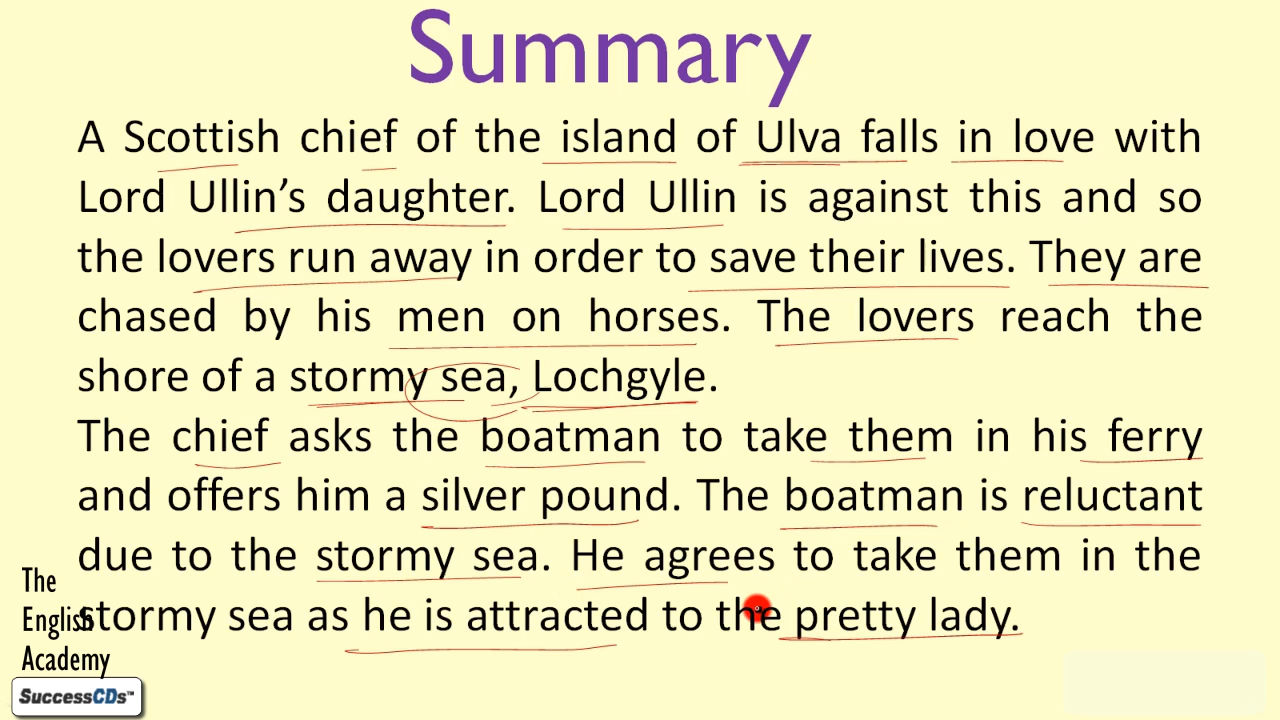 Summary
A Scottish chief of the island of Ulva falls in love with
Lord Ullin’s daughter. Lord Ullin is against this and so
the lovers run away in order to save their lives. They are
chased by his men on horses. The lovers reach the
shore of a stormy sea, Lochgyle.
The chief asks the boatman to take them in his ferry
and offers him a silver pound. The boatman is reluctant
due to the stormy sea. He agrees to take them in the
stormy sea as he is attracted to the pretty lady.
The
English
Academy
SuccessCDs™